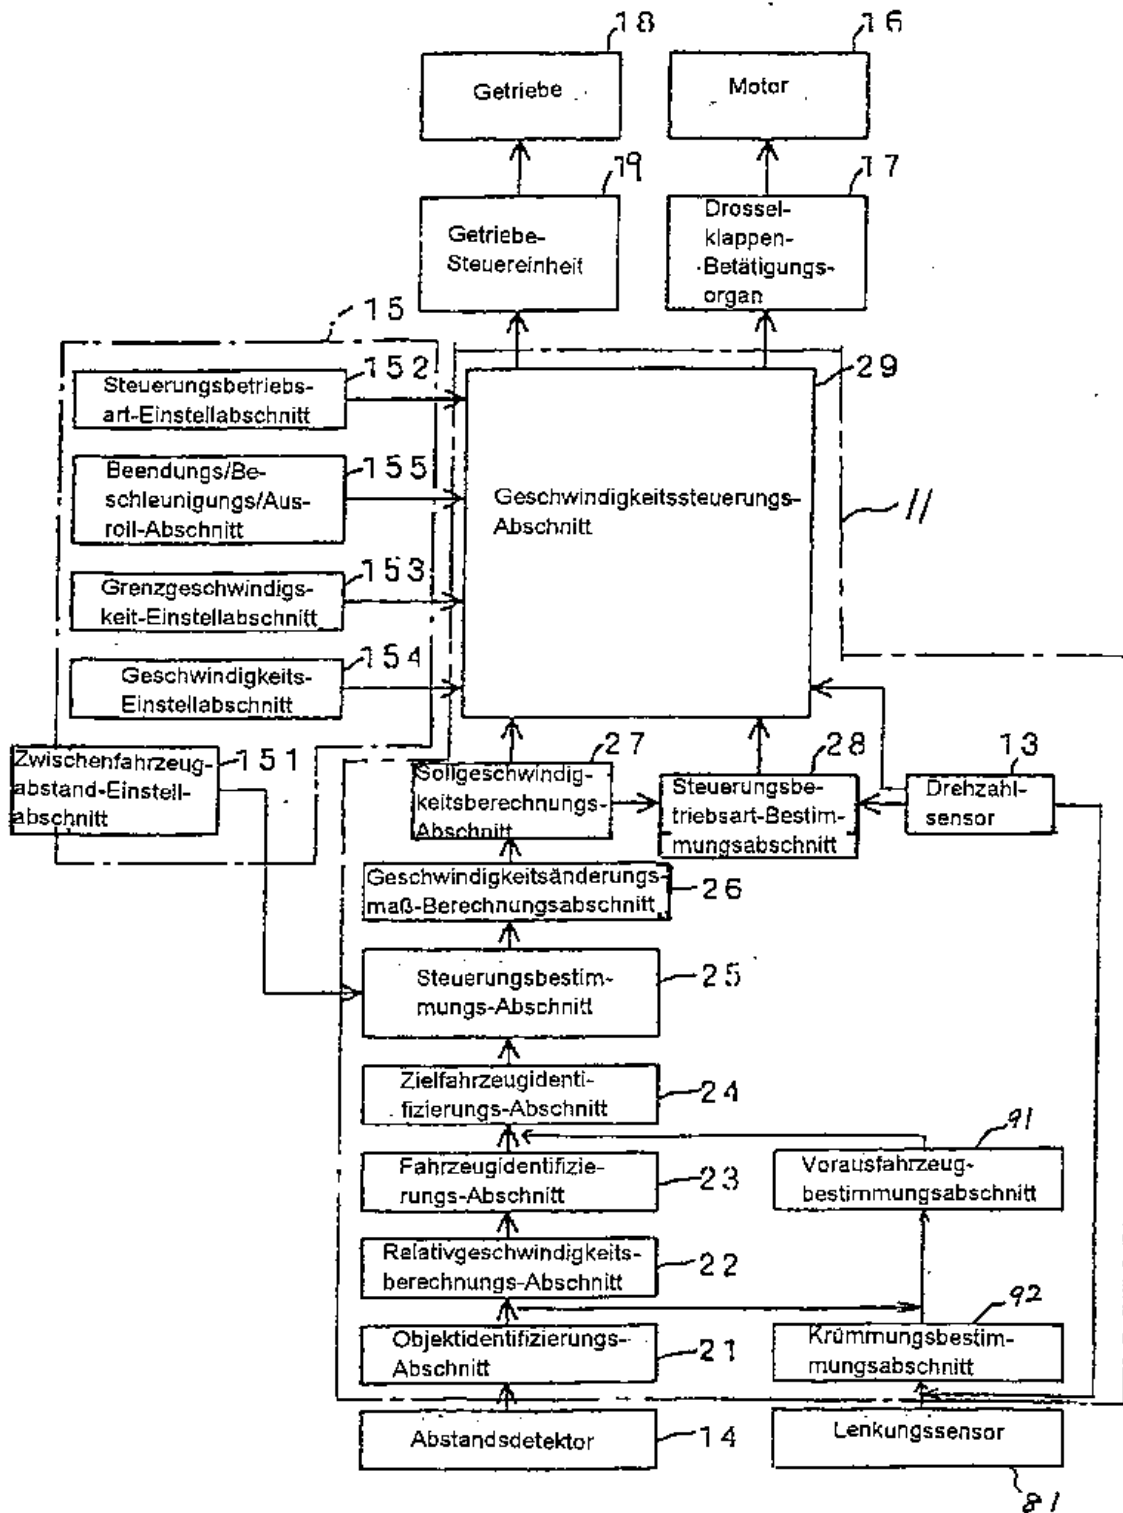 18
16
Getriebe
Motor
19
17
Getriebe-
Steuereinheit
Drossel-
klappen-
Betätigungs-
organ
15
152
Steuerungsbetriebs-
art-Einstellabschnitt
29
155
Beendungs/Be-
schleunigungs/Aus-
roll-Abschnitt
Geschwindigkeitssteuerungs-
Abschnitt
11
153
Grenzgeschwindigs-
keit-Einstellabschnitt
154
Geschwindigkeits-
Einstellabschnitt
151
Zwischenfahrzeug-
abstand-Einstell-
abschnitt
27
Sollgeschwindig-
keitsberechnungs-
Abschnitt
28
Steuerungsbe-
triebsart-Bestim-
mungsabschnitt
13
Drehzahl-
sensor
Geschwindigkeitsänderungs-
maß-Berechnungsabschnitt
26
Steuerungsbestim-
mungs-Abschnitt
25
Zielfahrzeugidenti-
fizierungs-Abschnitt
24
91
Fahrzeugidentifizie-
rungs-Abschnitt
23
Vorausfahrzeug-
bestimmungsabschnitt
Relativgeschwindigkeits-
berechnungs-Abschnitt
22
92
Objektidentifizierungs-
Abschnitt
21
Krümmungsbestim-
mungsabschnitt
Abstandsdetektor
14
Lenkungssensor
81